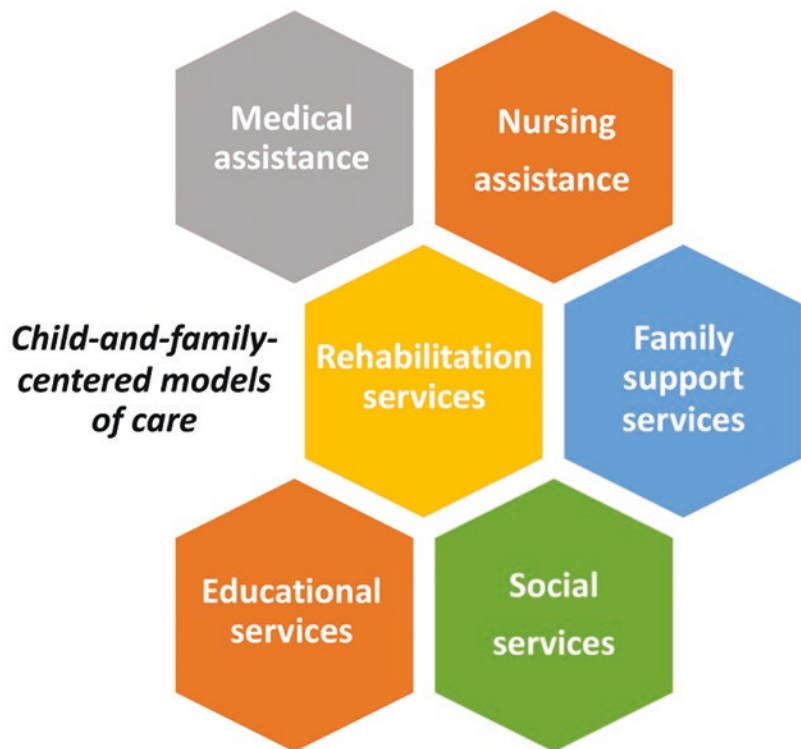 Medical
assistance
Nursing
assistance
Child-and-family-
centered models
of care
Rehabilitation
services
Family
support
services
Educational
services
Social
services